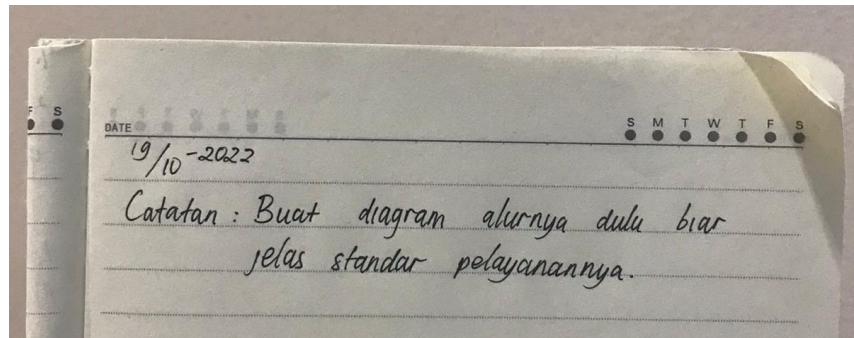 F S
DATE
S M T W T F S
19/10-2022
Catatan : Buat diagram alurnya dulu biar
jelas standar pelayanannya.